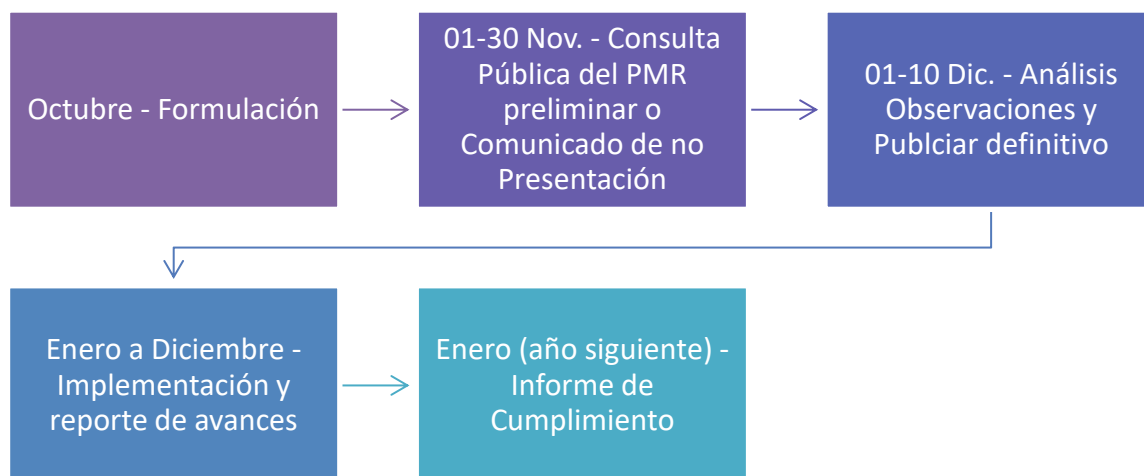 Octubre - Formulación
01-30 Nov. - Consulta
Pública del PMR
preliminar o
Comunicado de no
Presentación
01-10 Dic. - Análisis
Observaciones y
Publciar definitivo
Enero a Diciembre -
Implementación y
reporte de avances
Enero (año siguiente) -
Informe de
Cumplimiento